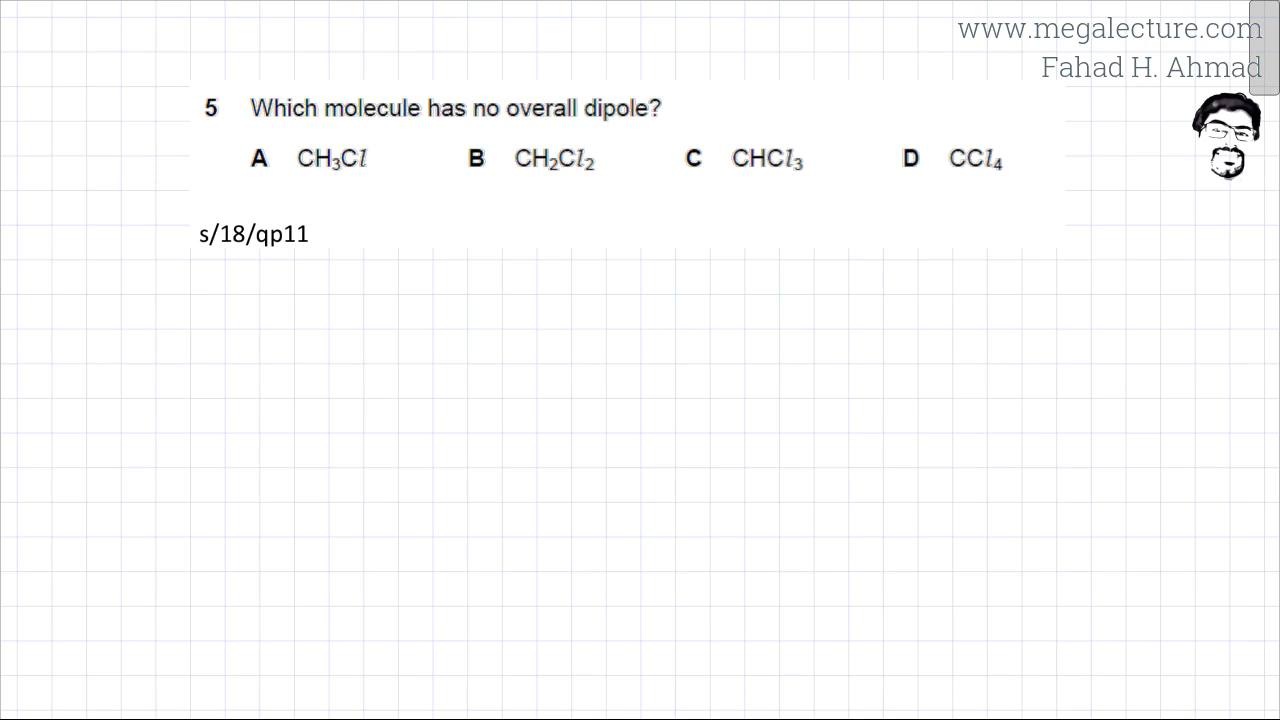 www.megalecture.com
Fahad H. Ahmad
5 Which molecule has no overall dipole?
A CH₃Cl B CH₂Cl₂ C CHCl₃ D CCl₄
s/18/qp11